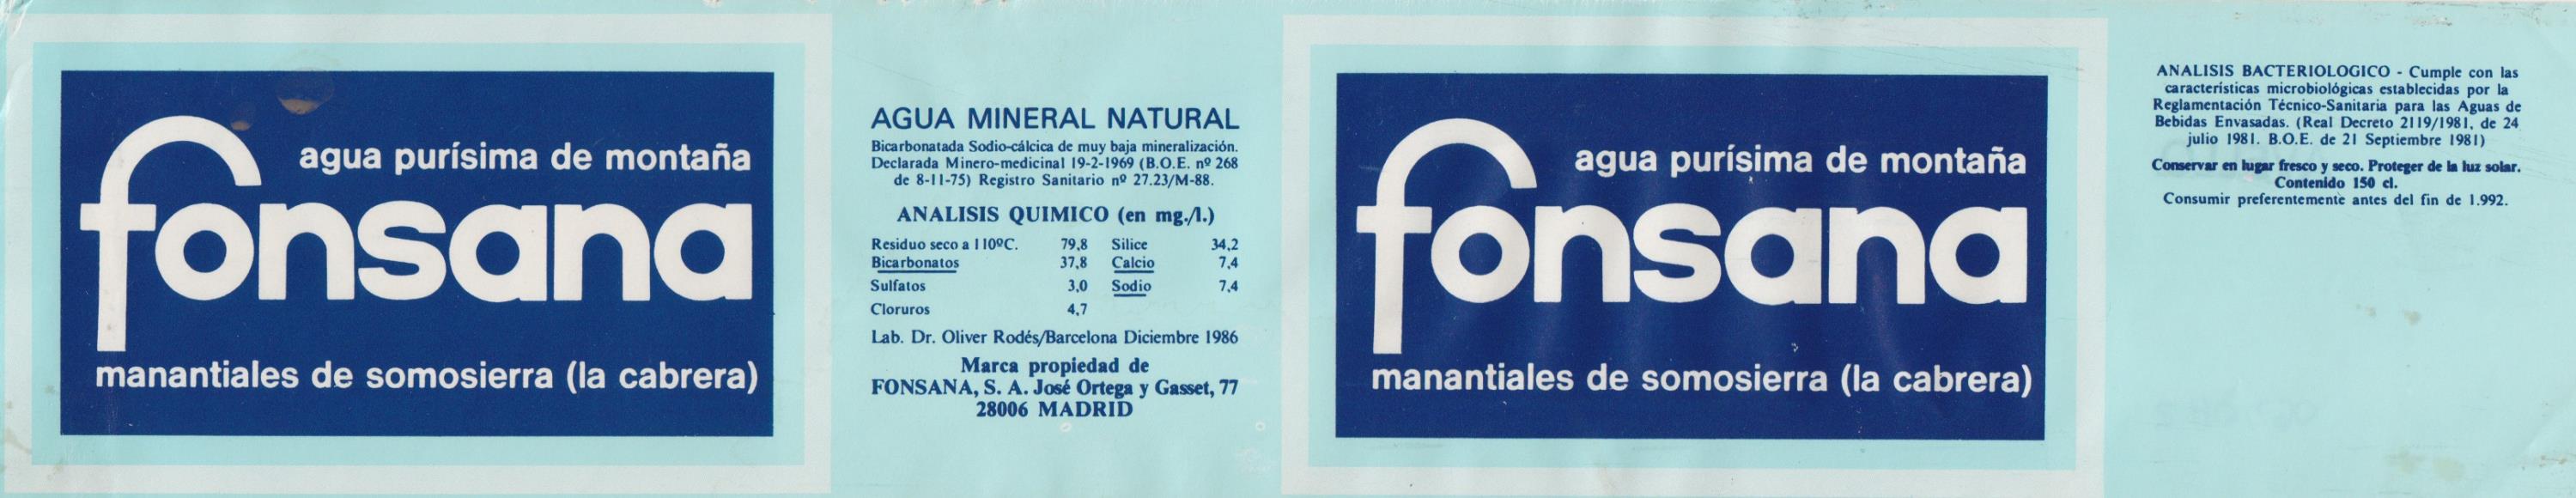 agua purísima de montaña
fonsana
manantiales de somosierra (la cabrera)
AGUA MINERAL NATURAL
Bicarbonatada Sodio-cálcica de muy baja mineralización.
Declarada Minero-medicinal 19-2-1969 (B.O.E. nº 268
de 8-11-75) Registro Sanitario nº 27.23/M-88.
ANALISIS QUIMICO (en mg./l.)
Residuo seco a 110ºC. 79,8 Silice 34,2
Bicarbonatos 37,8 Calcio 7,4
Sulfatos 3,0 Sodio 7,4
Cloruros 4,7
Lab. Dr. Oliver Rodés/Barcelona Diciembre 1986
Marca propiedad de
FONSANA, S. A. José Ortega y Gasset, 77
28006 MADRID
agua purísima de montaña
fonsana
manantiales de somosierra (la cabrera)
ANALISIS BACTERIOLOGICO - Cumple con las
características microbiológicas establecidas por la
Reglamentación Técnico-Sanitaria para las Aguas de
Bebidas Envasadas. (Real Decreto 2119/1981, de 24
julio 1981. B.O.E. de 21 Septiembre 1981)
Conservar en lugar fresco y seco. Proteger de la luz solar.
Contenido 150 cl.
Consumir preferentemente antes del fin de 1.992.